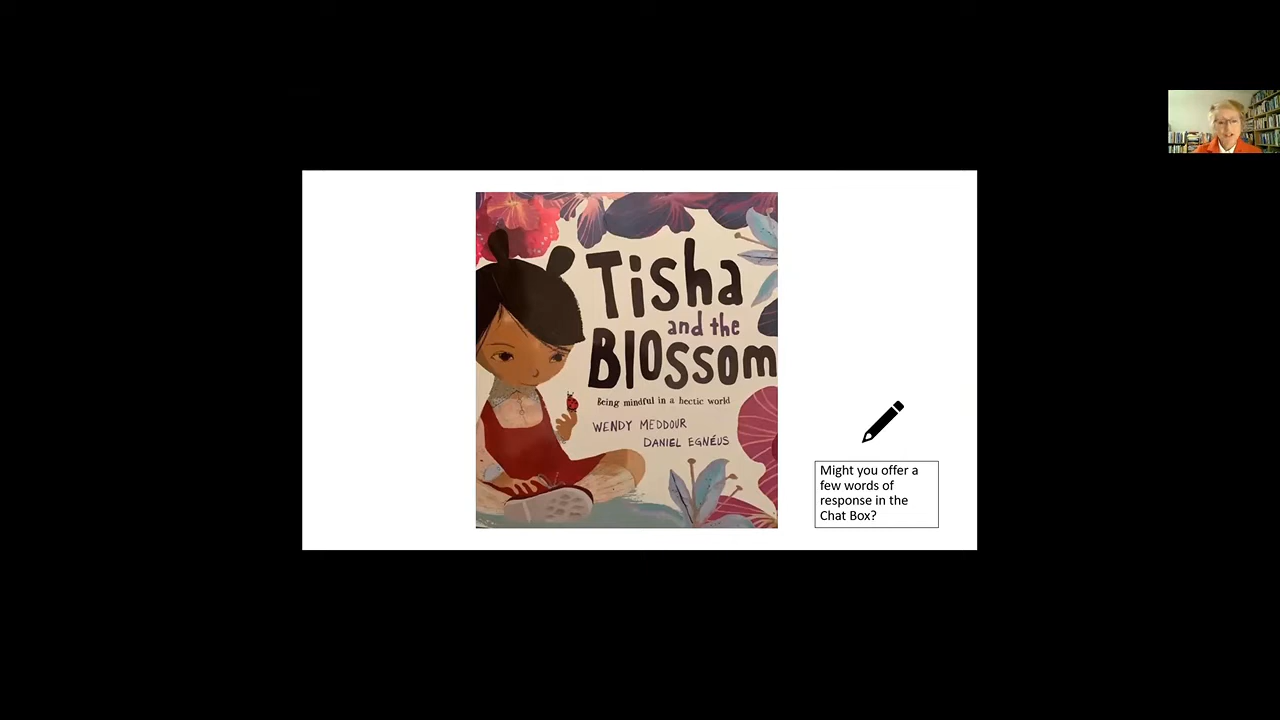 Tisha
and the
Blossom
Being mindful in a hectic world
WENDY MEDDOUR
DANIEL EGNÉUS
Might you offer a
few words of
response in the
Chat Box?